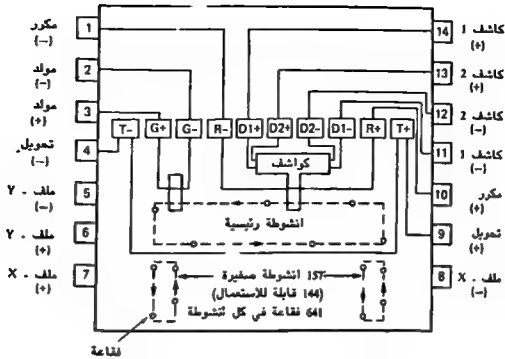 1
مكرر
(−)
2
مولد
(−)
3
مولد
(+)
4
تحويل
(−)
5
ملف - Y
(−)
6
ملف - Y
(+)
7
ملف - X
(+)
14
كاشف 1
(+)
13
كاشف 2
(+)
12
كاشف 2
(−)
11
كاشف 1
(−)
10
مكرر
(+)
9
تحويل
(+)
8
ملف - X
(−)
T− G+ G− R− D1+ D2+ D2− D1− R+ T+
كواشف
انشوطة رئيسية
157 انشوطة صغيرة
(144 قابلة للاستعمال)
641 فقاعة في كل انشوطة
فقاعة